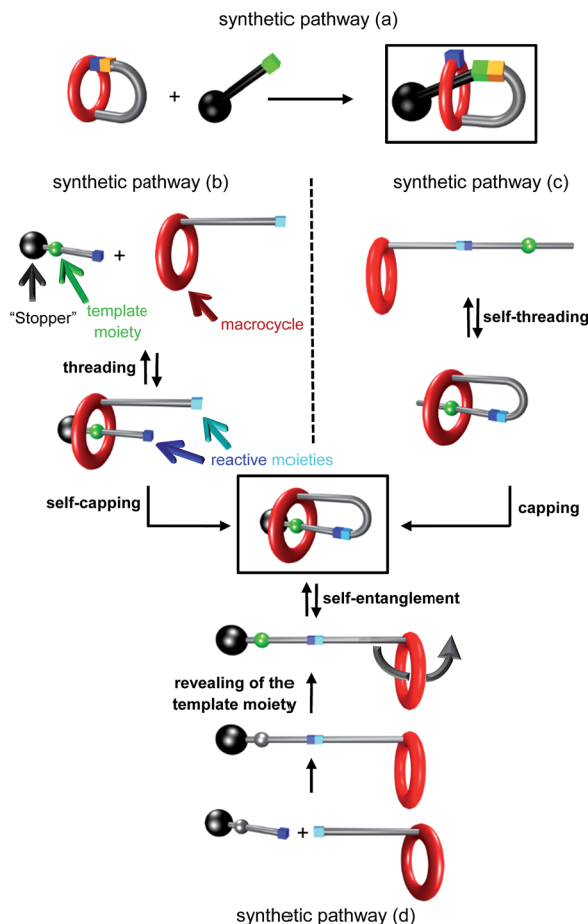 synthetic pathway (a)
+
synthetic pathway (b)
synthetic pathway (c)
+
"Stopper"
template
moiety
macrocycle
self-threading
threading
reactive moieties
self-capping
capping
self-entanglement
revealing of the
template moiety
+
synthetic pathway (d)